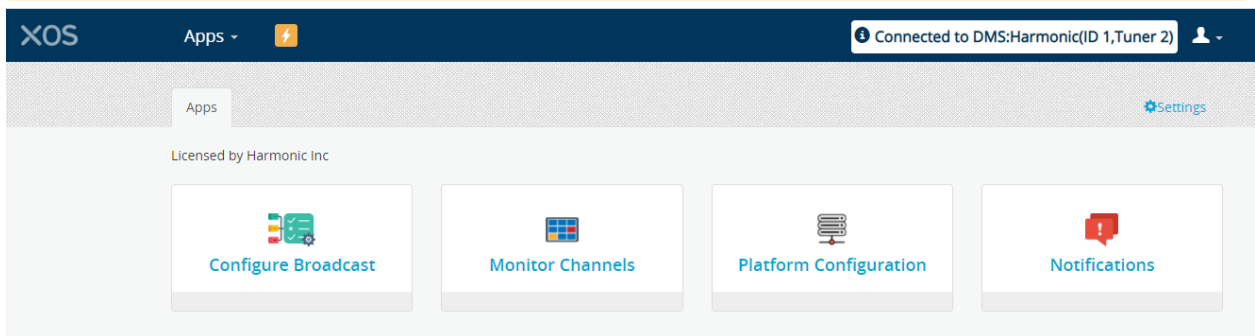 XOS Apps Connected to DMS:Harmonic(ID 1,Tuner 2)
Apps Settings
Licensed by Harmonic Inc
Configure Broadcast Monitor Channels Platform Configuration Notifications